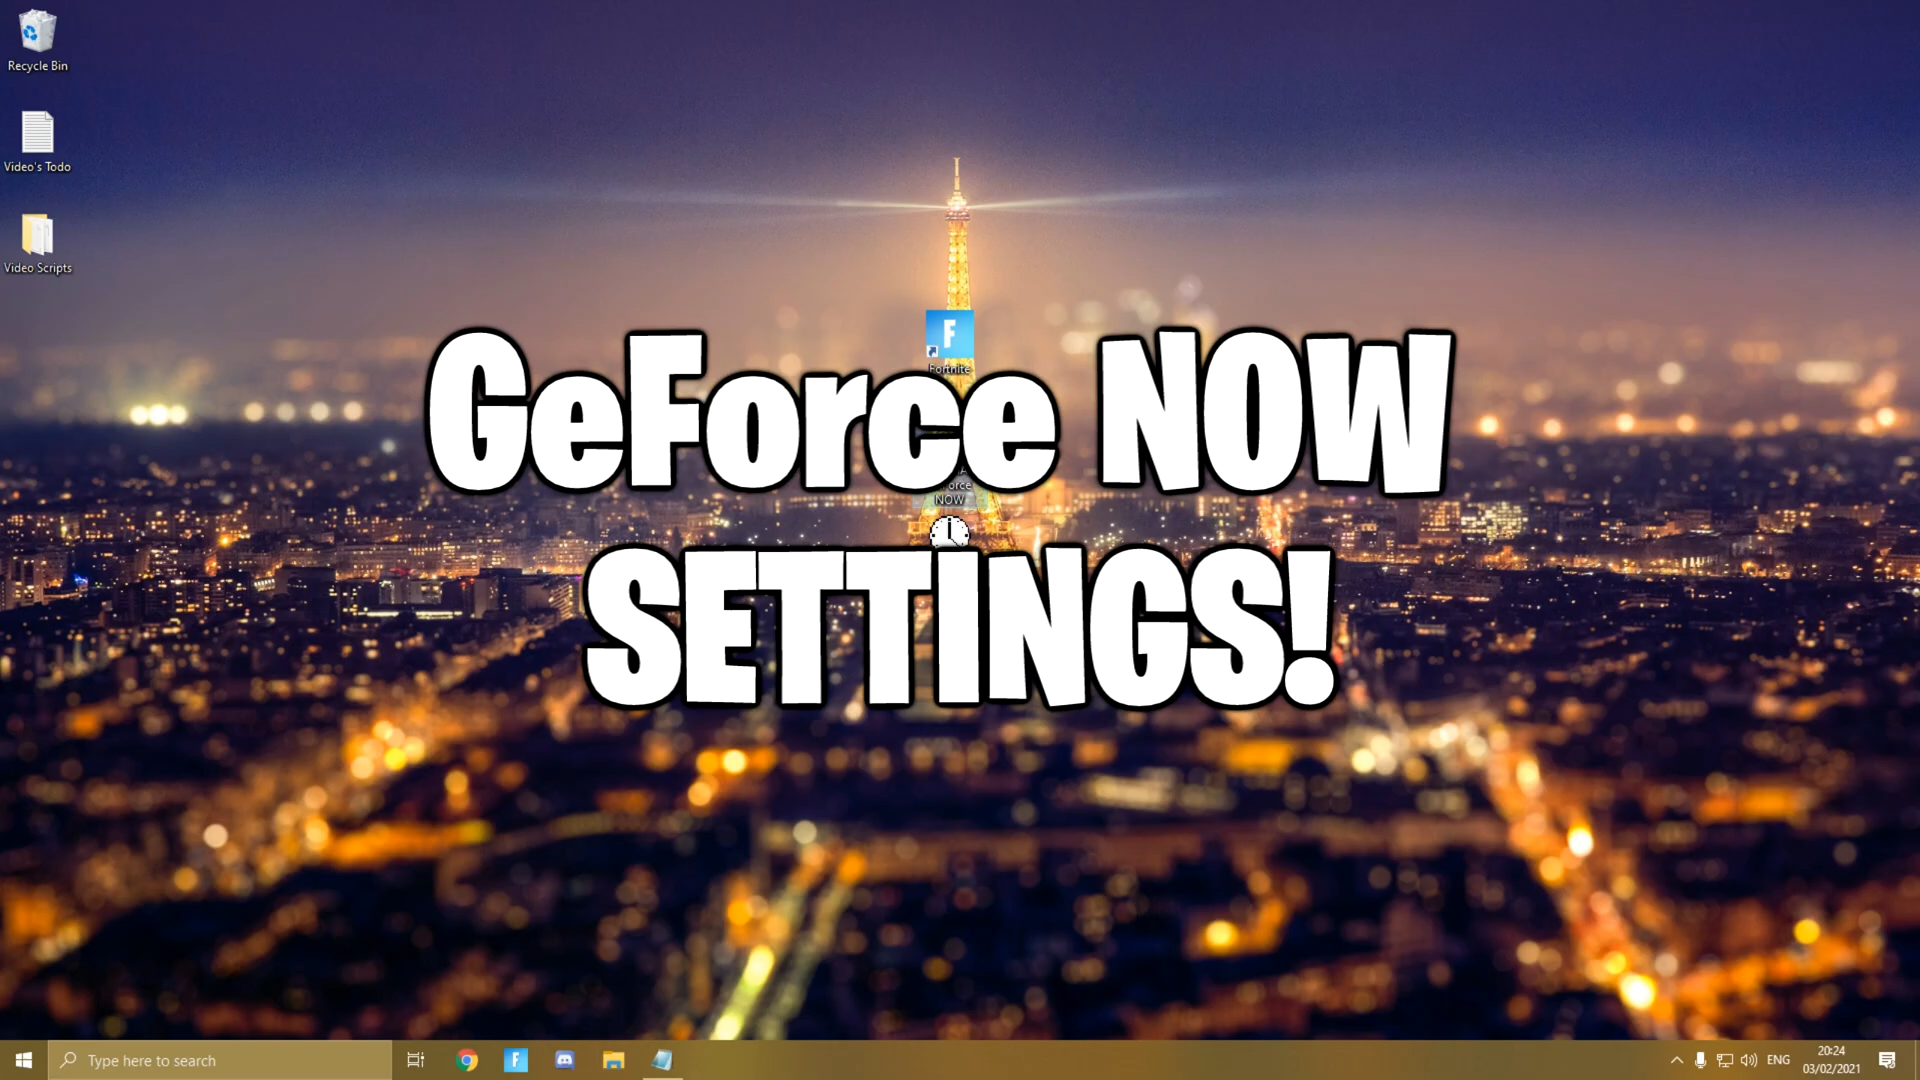 Recycle Bin
Video's Todo
Video Scripts
F
Fortnite
GeForce NOW
NOW
SETTINGS!
Type here to search
F
ENG
20:24
03/02/2021